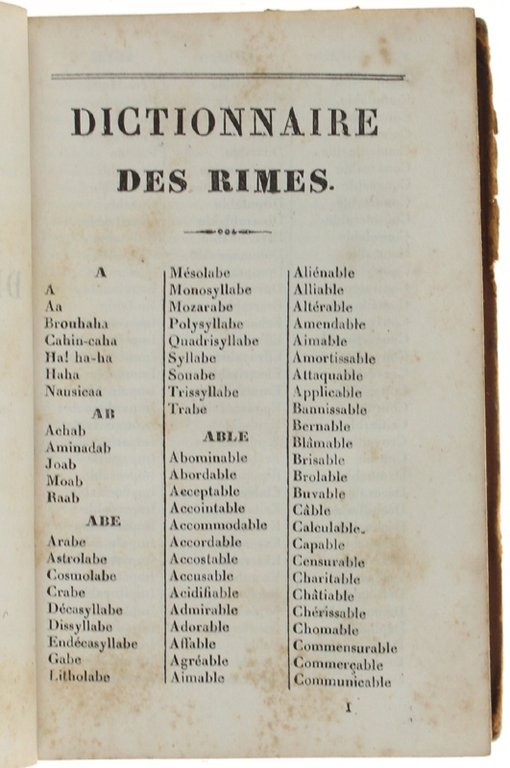 DICTIONNAIRE
DES RIMES.
A
A
Aa
Brouhaha
Cahin-caha
Ha! ha-ha
Haha
Nausicaa
AB
Achab
Aminadab
Joab
Moab
Raab
ABE
Arabe
Astrolabe
Cosmolabe
Crabe
Décasyllabe
Dissyllabe
Endécasyllabe
Gabe
Litholabe
Mésolabe
Monosyllabe
Mozarabe
Polysyllabe
Quadrisyllabe
Syllabe
Souabe
Trissyllabe
Trabe
ABLE
Abominable
Abordable
Acceptable
Accointable
Accommodable
Accordable
Accostable
Accusable
Acidifiable
Admirable
Adorable
Affable
Agréable
Aimable
Aliénable
Alliable
Altérable
Amendable
Aimable
Amortissable
Attaquable
Applicable
Bannissable
Bernable
Blâmable
Brisable
Brolable
Buvable
Câble
Calculable
Capable
Censurable
Charitable
Châtiable
Chérissable
Chomable
Commensurable
Commerçable
Communicable
1